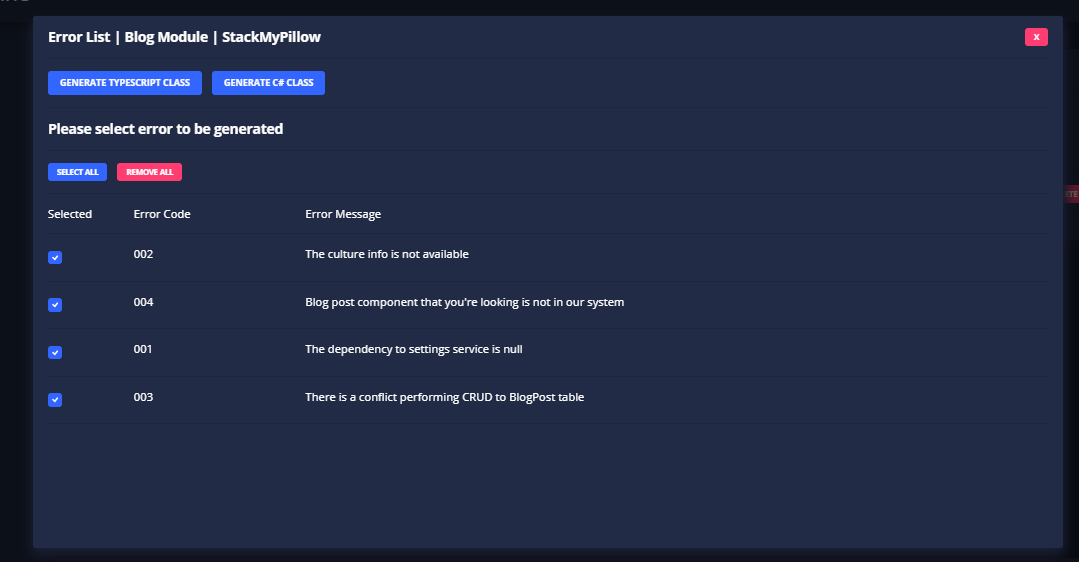 Error List | Blog Module | StackMyPillow
x
GENERATE TYPESCRIPT CLASS GENERATE C# CLASS
Please select error to be generated
SELECT ALL REMOVE ALL
Selected Error Code Error Message
002 The culture info is not available
004 Blog post component that you're looking is not in our system
001 The dependency to settings service is null
003 There is a conflict performing CRUD to BlogPost table
ETE